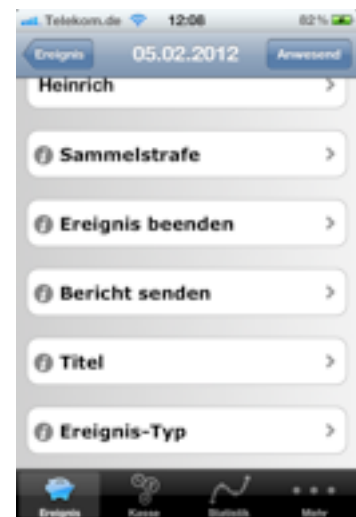 Telekom.de 12:08 82%
Ereignis 05.02.2012 Anwesend
Heinrich
Sammelstrafe
Ereignis beenden
Bericht senden
Titel
Ereignis-Typ
Ereignis Kasse Statistik Mehr